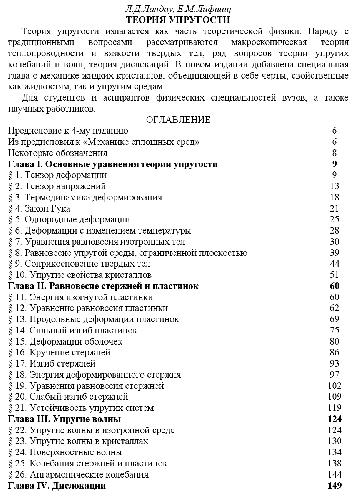 Л.Д.Ландау, Е.М.Лифшиц
ТЕОРИЯ УПРУГОСТИ
Теория упругости излагается как часть теоретической физики. Наряду с
традиционными вопросами рассматриваются макроскопическая теория
теплопроводности и вязкости твердых тел, ряд вопросов теории упругих
колебаний и волн, теория дислокаций. В новом издании добавлена специальная
глава о механике жидких кристаллов, объединяющей в себе черты, свойственные
как жидкостям, так и упругим средам.
Для студентов и аспирантов физических специальностей вузов, а также
научных работников.
ОГЛАВЛЕНИЕ
Предисловие к 4-му изданию 6
Из предисловия к «Механике сплошных сред» 6
Некоторые обозначения 8
Глава I. Основные уравнения теории упругости 9
§ 1. Тензор деформации 9
§ 2. Тензор напряжений 13
§ 3. Термодинамика деформирования 18
§ 4. Закон Гука 21
§ 5. Однородные деформации 25
§ 6. Деформации с изменением температуры 28
§ 7. Уравнения равновесия изотропных тел 30
§ 8. Равновесие упругой среды, ограниченной плоскостью 39
§ 9. Соприкосновение твердых тел 44
§ 10. Упругие свойства кристаллов 51
Глава II. Равновесие стержней и пластинок 60
§ 11. Энергия изогнутой пластинки 60
§ 12. Уравнение равновесия пластинки 62
§ 13. Продольные деформации пластинок 69
§ 14. Сильный изгиб пластинок 75
§ 15. Деформации оболочек 80
§ 16. Кручение стержней 86
§ 17. Изгиб стержней 93
§ 18. Энергия деформированного стержня 97
§ 19. Уравнения равновесия стержней 102
§ 20. Слабый изгиб стержней 109
§ 21. Устойчивость упругих систем 119
Глава III. Упругие волны 124
§ 22. Упругие волны в изотропной среде 124
§ 23. Упругие волны в кристаллах 130
§ 24. Поверхностные волны 134
§ 25. Колебания стержней и пластинок 138
§ 26. Ангармонические колебания 144
Глава IV. Дислокации 149